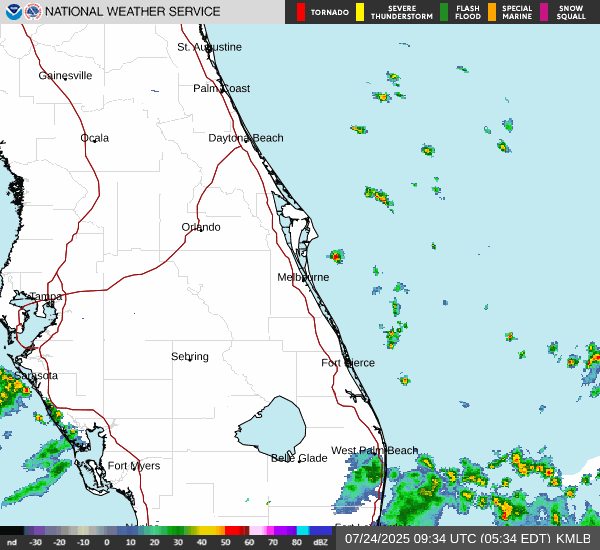 NATIONAL WEATHER SERVICE
TORNADO
SEVERE THUNDERSTORM
FLASH FLOOD
SPECIAL MARINE
SNOW SQUALL
St. Augustine
Gainesville
Palm Coast
Ocala
Daytona Beach
Orlando
Melbourne
Tampa
Sebring
Fort Pierce
Sarasota
West Palm Beach
Belle Glade
Fort Myers
nd -20 -10 0 10 20 30 40 50 60 70 80 dBZ
07/24/2025 09:34 UTC (05:34 EDT) KMLB